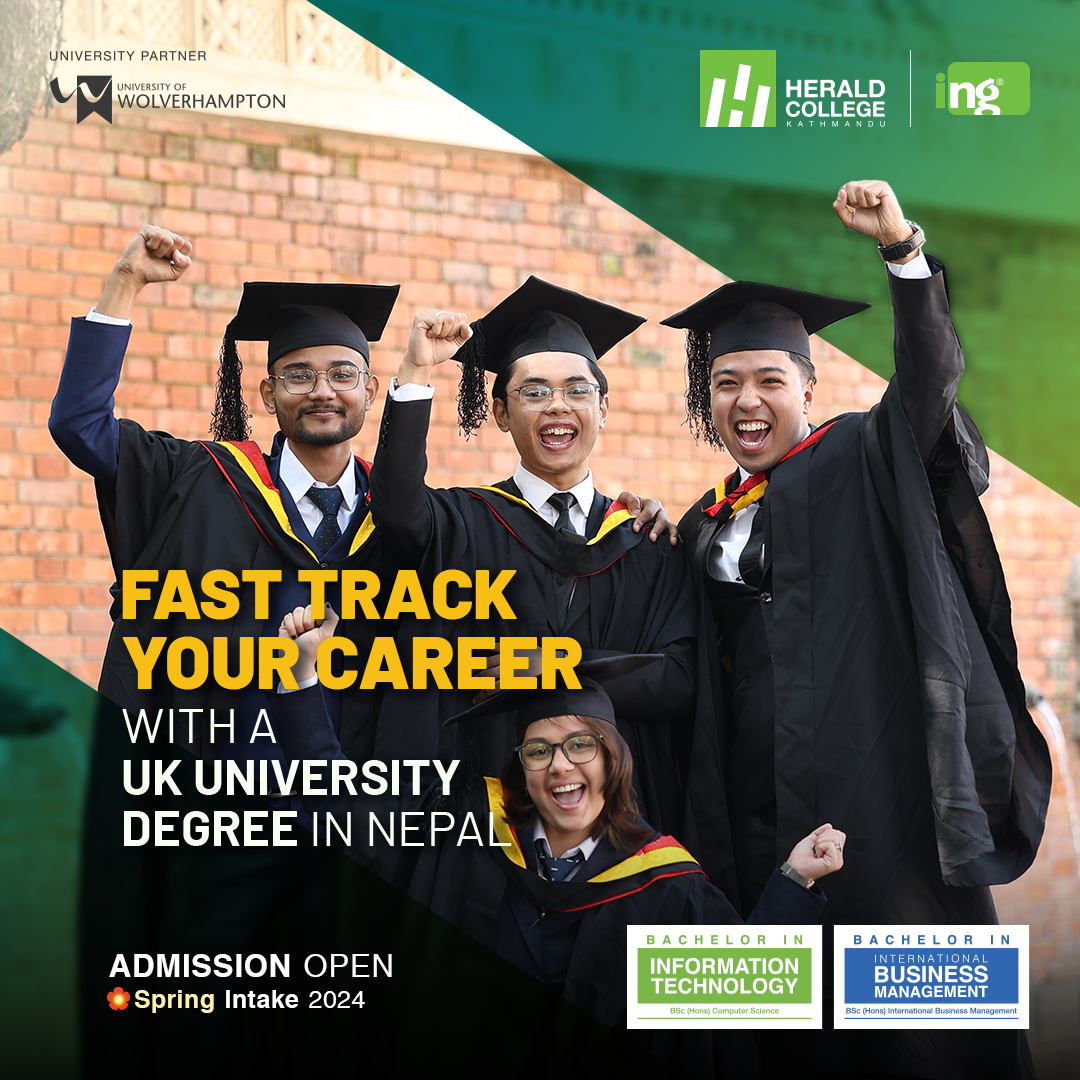 UNIVERSITY PARTNER
UNIVERSITY OF
WOLVERHAMPTON
HERALD
COLLEGE
KATHMANDU
ing®
FAST TRACK
YOUR CAREER
WITH A
UK UNIVERSITY
DEGREE IN NEPAL
ADMISSION OPEN
Spring Intake 2024
BACHELOR IN
INFORMATION
TECHNOLOGY
BSc (Hons) Computer Science
BACHELOR IN
INTERNATIONAL
BUSINESS
MANAGEMENT
BSc (Hons) International Business Management